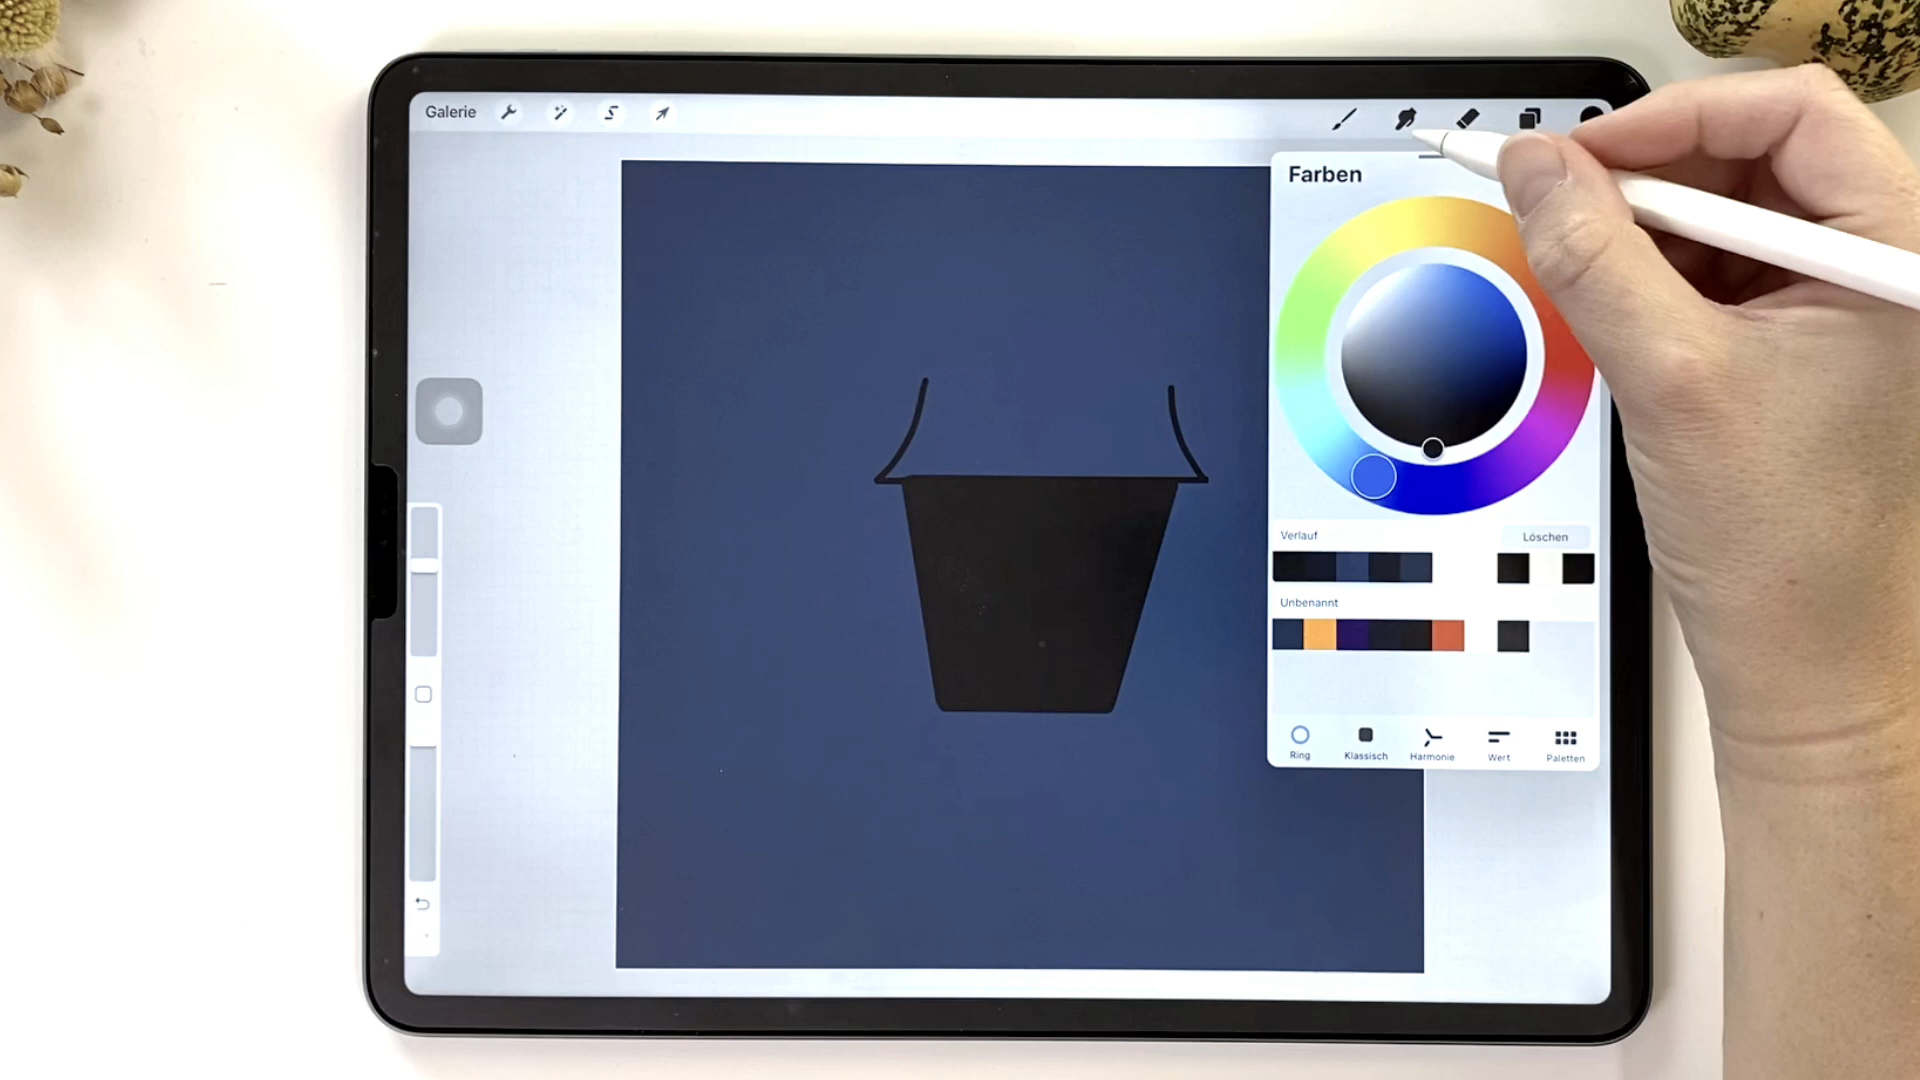 Galerie
Farben
Verlauf
Löschen
Unbenannt
Ring
Klassisch
Harmonie
Wert
Paletten